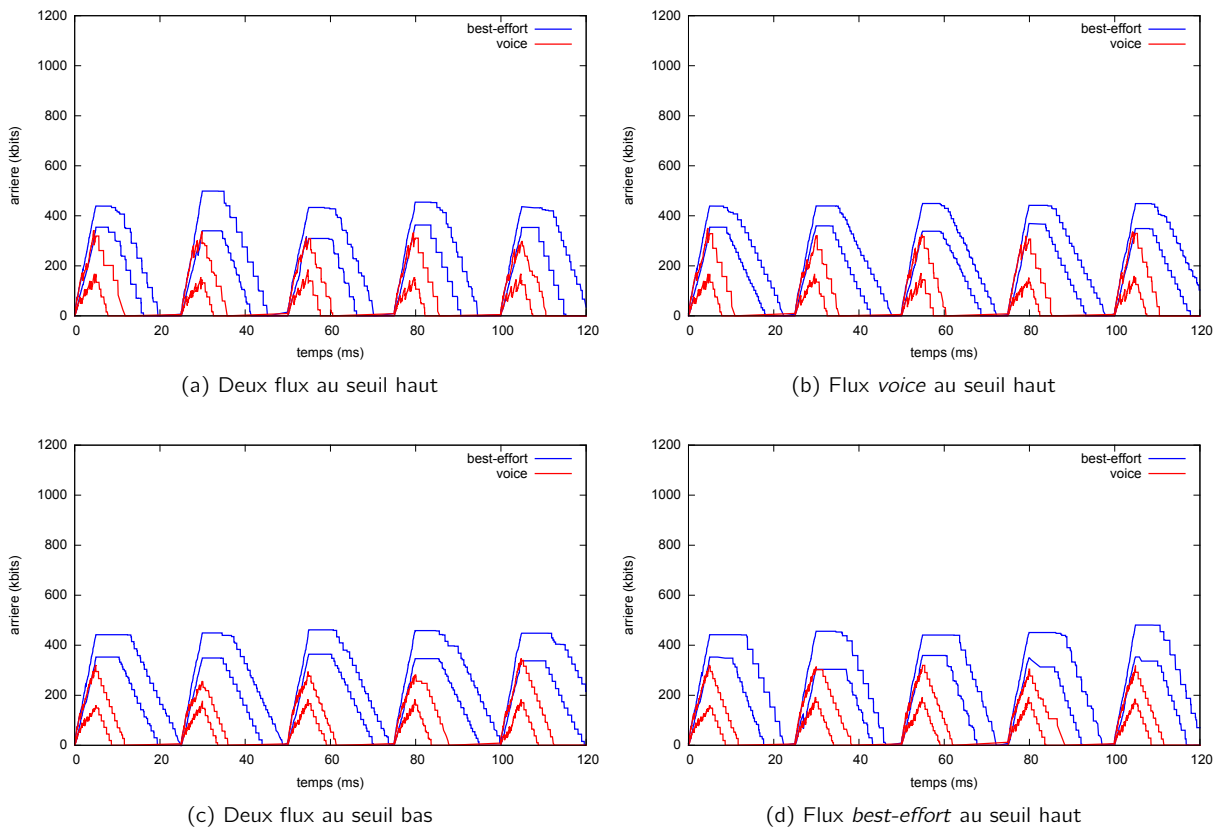 1200
1000
800
600
400
200
0
arriere (kbits)
best-effort
voice
0 20 40 60 80 100 120
temps (ms)
(a) Deux flux au seuil haut
1200
1000
800
600
400
200
0
arriere (kbits)
best-effort
voice
0 20 40 60 80 100 120
temps (ms)
(b) Flux voice au seuil haut
1200
1000
800
600
400
200
0
arriere (kbits)
best-effort
voice
0 20 40 60 80 100 120
temps (ms)
(c) Deux flux au seuil bas
1200
1000
800
600
400
200
0
arriere (kbits)
best-effort
voice
0 20 40 60 80 100 120
temps (ms)
(d) Flux best-effort au seuil haut